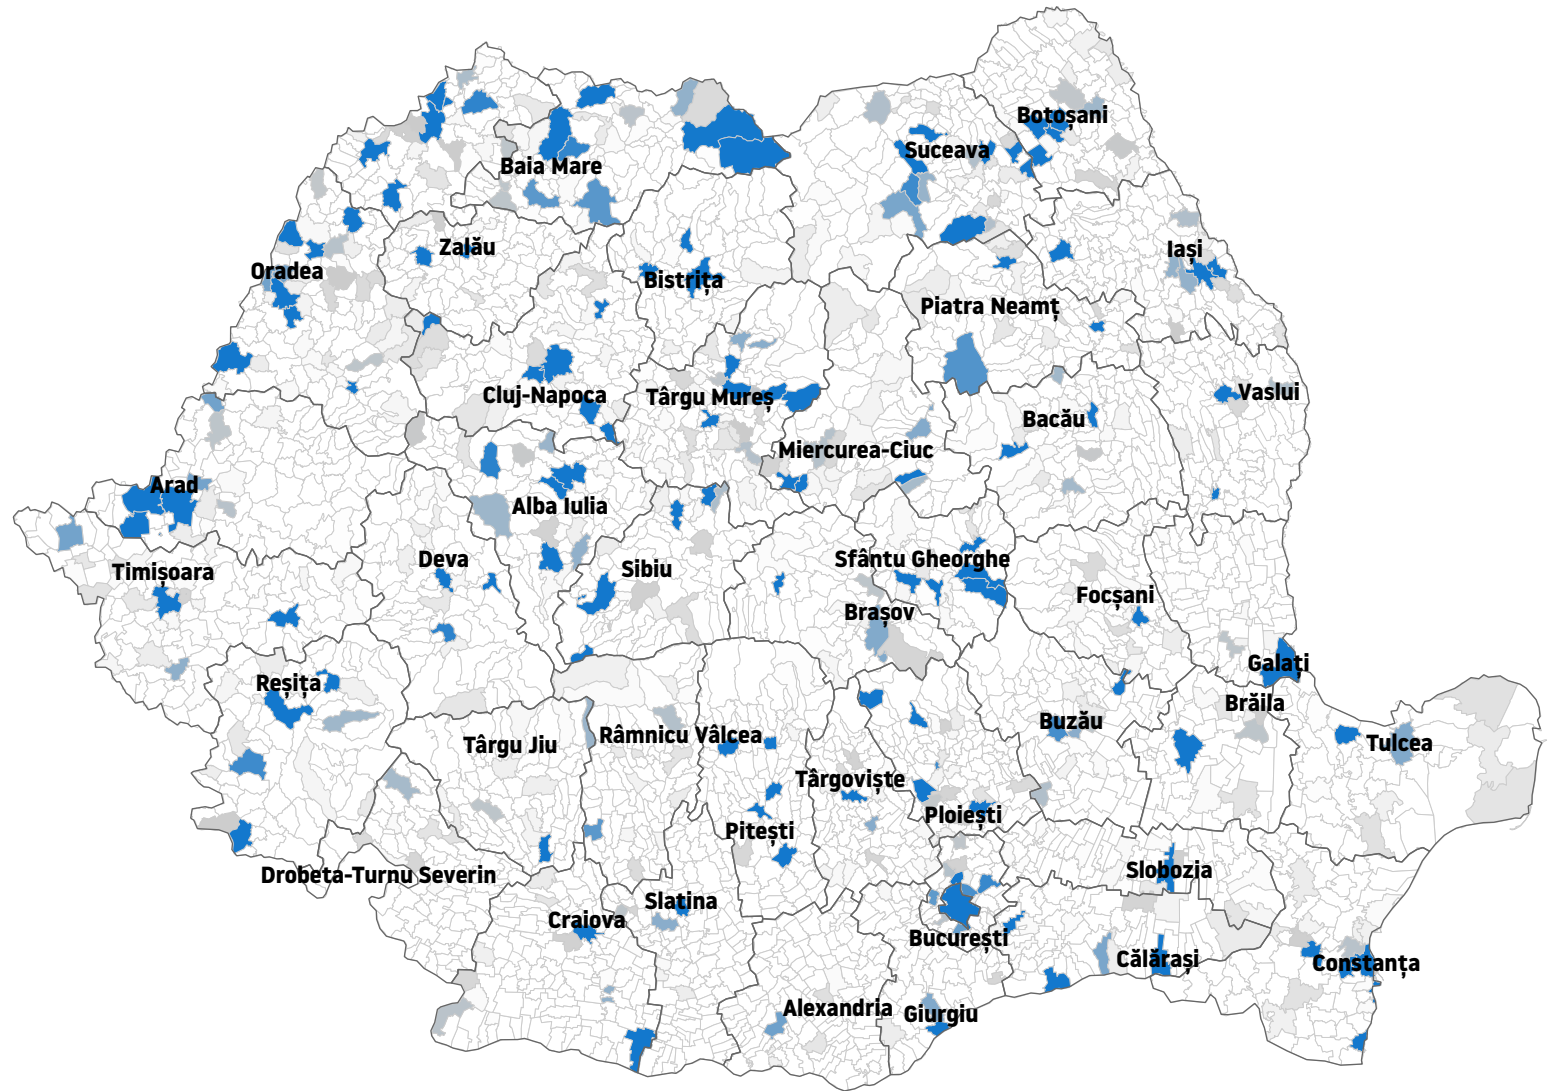 Botoșani
Suceava
Baia Mare
Zalău
Iași
Oradea
Bistrița
Piatra Neamț
Cluj-Napoca
Târgu Mureș
Vaslui
Bacău
Miercurea-Ciuc
Arad
Alba Iulia
Deva
Sfântu Gheorghe
Timișoara
Sibiu
Focșani
Brașov
Galați
Reșița
Brăila
Buzău
Râmnicu Vâlcea
Târgu Jiu
Tulcea
Târgoviște
Ploiești
Pitești
Slobozia
Drobeta-Turnu Severin
Slatina
Craiova
București
Călărași
Constanța
Alexandria
Giurgiu